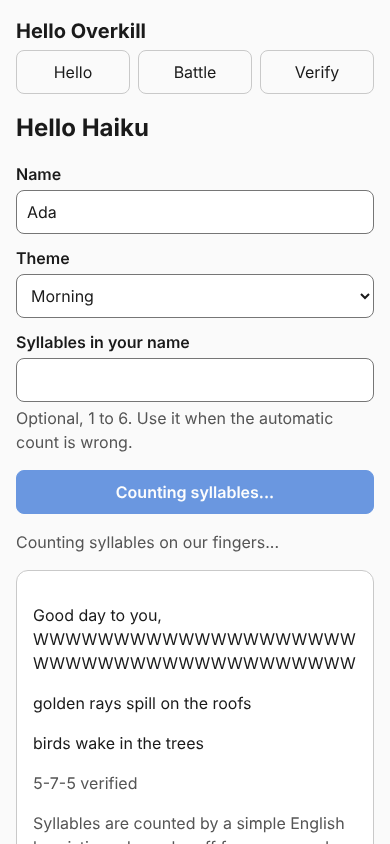 Hello Overkill
Hello Battle Verify
Hello Haiku
Name
Ada
Theme
Morning
Syllables in your name
Optional, 1 to 6. Use it when the automatic
count is wrong.
Counting syllables...
Counting syllables on our fingers...
Good day to you,
WWWWWWWWWWWWWWWWWWWW
WWWWWWWWWWWWWWWWWWWW
golden rays spill on the roofs
birds wake in the trees
5-7-5 verified
Syllables are counted by a simple English